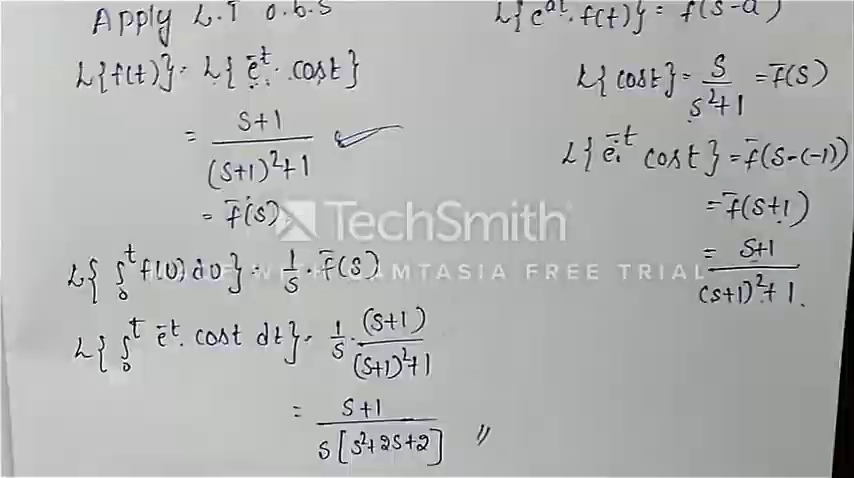 Apply L.T o.b.s
L{f(t)} = L{e^-t. cost}
= s+1 / (s+1)^2+1
= f̄(s)
L{∫_0^t f(u) du} = 1/s . f̄(s)
L{∫_0^t e^-t. cost dt} = 1/s . (s+1) / (s+1)^2+1
= s+1 / s[s^2+2s+2] //
L{e^at. f(t)} = f̄(s-a)
L{cost} = s / s^2+1 = f̄(s)
L{e^-t cost} = f̄(s-(-1))
= f̄(s+1)
= s+1 / (s+1)^2+1.
TechSmith
AMTASIA FREE TRIAL